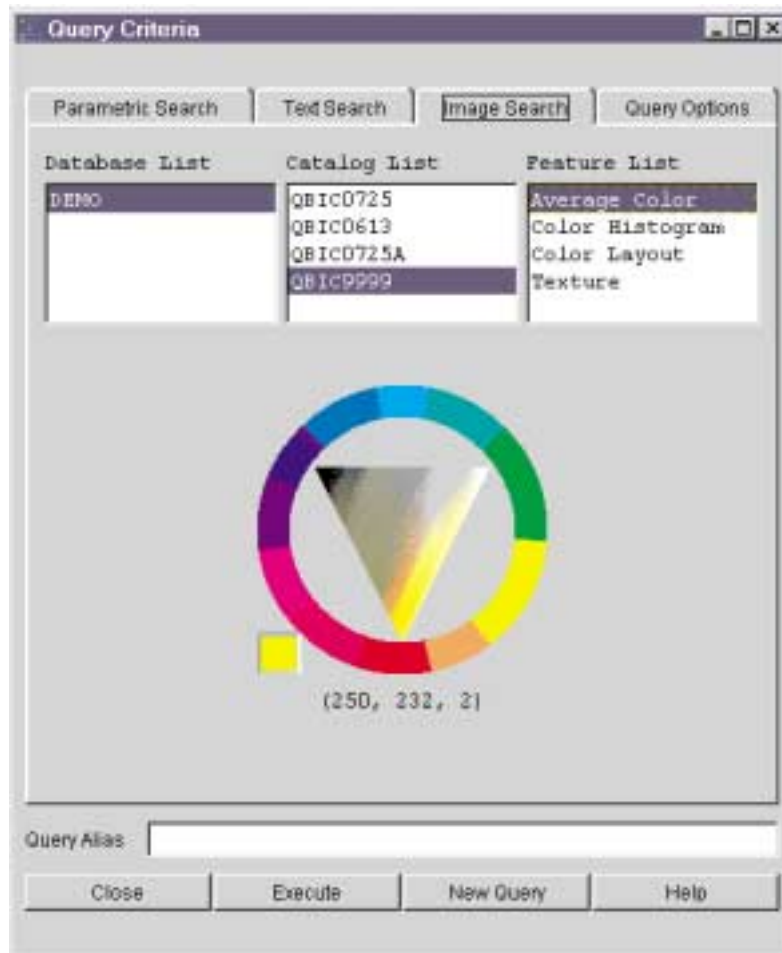 Query Criteria
Parametric Search Text Search Image Search Query Options
Database List Catalog List Feature List
DEMO QBIC0725 Average Color
QBIC0613 Color Histogram
QBIC0725A Color Layout
QBIC9999 Texture
(250, 232, 2)
Query Alias
Close Execute New Query Help